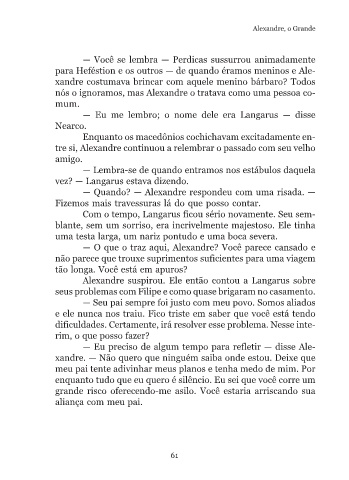 Alexandre, o Grande
— Você se lembra — Perdicas sussurrou animadamente
para Heféstion e os outros — de quando éramos meninos e Ale-
xandre costumava brincar com aquele menino bárbaro? Todos
nós o ignoramos, mas Alexandre o tratava como uma pessoa co-
mum.
— Eu me lembro; o nome dele era Langarus — disse
Nearco.
Enquanto os macedônios cochichavam excitadamente en-
tre si, Alexandre continuou a relembrar o passado com seu velho
amigo.
— Lembra-se de quando entramos nos estábulos daquela
vez? — Langarus estava dizendo.
— Quando? — Alexandre respondeu com uma risada. —
Fizemos mais travessuras lá do que posso contar.
Com o tempo, Langarus ficou sério novamente. Seu sem-
blante, sem um sorriso, era incrivelmente majestoso. Ele tinha
uma testa larga, um nariz pontudo e uma boca severa.
— O que o traz aqui, Alexandre? Você parece cansado e
não parece que trouxe suprimentos suficientes para uma viagem
tão longa. Você está em apuros?
Alexandre suspirou. Ele então contou a Langarus sobre
seus problemas com Filipe e como quase brigaram no casamento.
— Seu pai sempre foi justo com meu povo. Somos aliados
e ele nunca nos traiu. Fico triste em saber que você está tendo
dificuldades. Certamente, irá resolver esse problema. Nesse inte-
rim, o que posso fazer?
— Eu preciso de algum tempo para refletir — disse Ale-
xandre. — Não quero que ninguém saiba onde estou. Deixe que
meu pai tente adivinhar meus planos e tenha medo de mim. Por
enquanto tudo que eu quero é silêncio. Eu sei que você corre um
grande risco oferecendo-me asilo. Você estaria arriscando sua
aliança com meu pai.
61